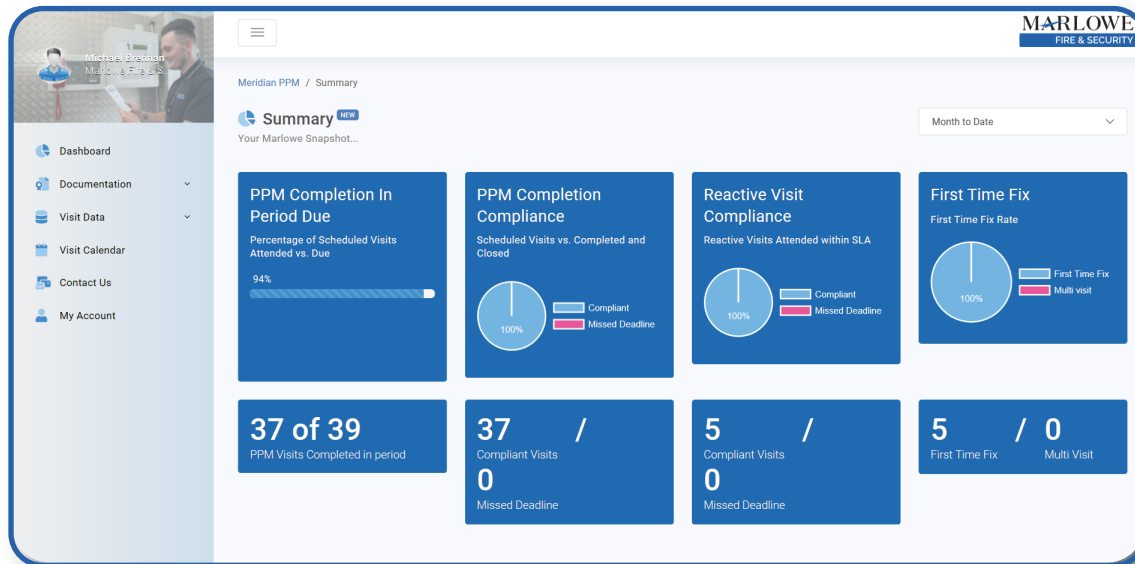 Michael Brennan
Marlowe Fire & S..
Dashboard
Documentation
Visit Data
Visit Calendar
Contact Us
My Account
MARLOWE
FIRE & SECURITY
Meridian PPM / Summary
Summary NEW
Your Marlowe Snapshot...
Month to Date
PPM Completion In
Period Due
Percentage of Scheduled Visits
Attended vs. Due
94%
PPM Completion
Compliance
Scheduled Visits vs. Completed and
Closed
100%
Compliant
Missed Deadline
Reactive Visit
Compliance
Reactive Visits Attended within SLA
100%
Compliant
Missed Deadline
First Time Fix
First Time Fix Rate
100%
First Time Fix
Multi visit
37 of 39
PPM Visits Completed in period
37 /
Compliant Visits
0
Missed Deadline
5 /
Compliant Visits
0
Missed Deadline
5 / 0
First Time Fix Multi Visit